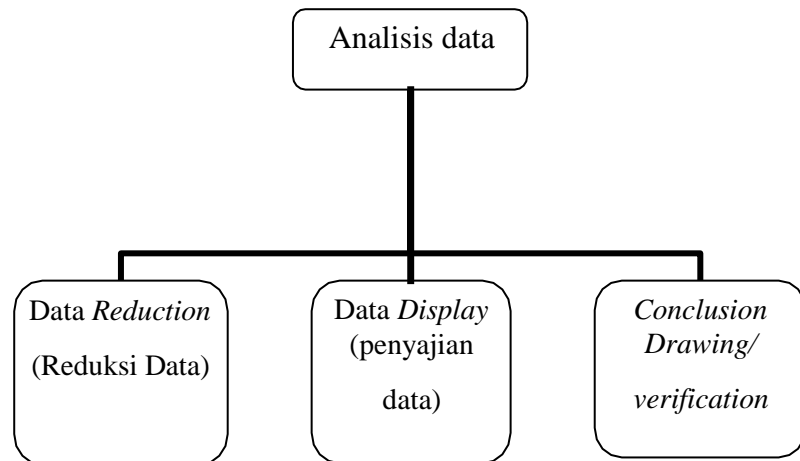 Analisis data
Data Reduction
(Reduksi Data)
Data Display
(penyajian
data)
Conclusion
Drawing/
verification